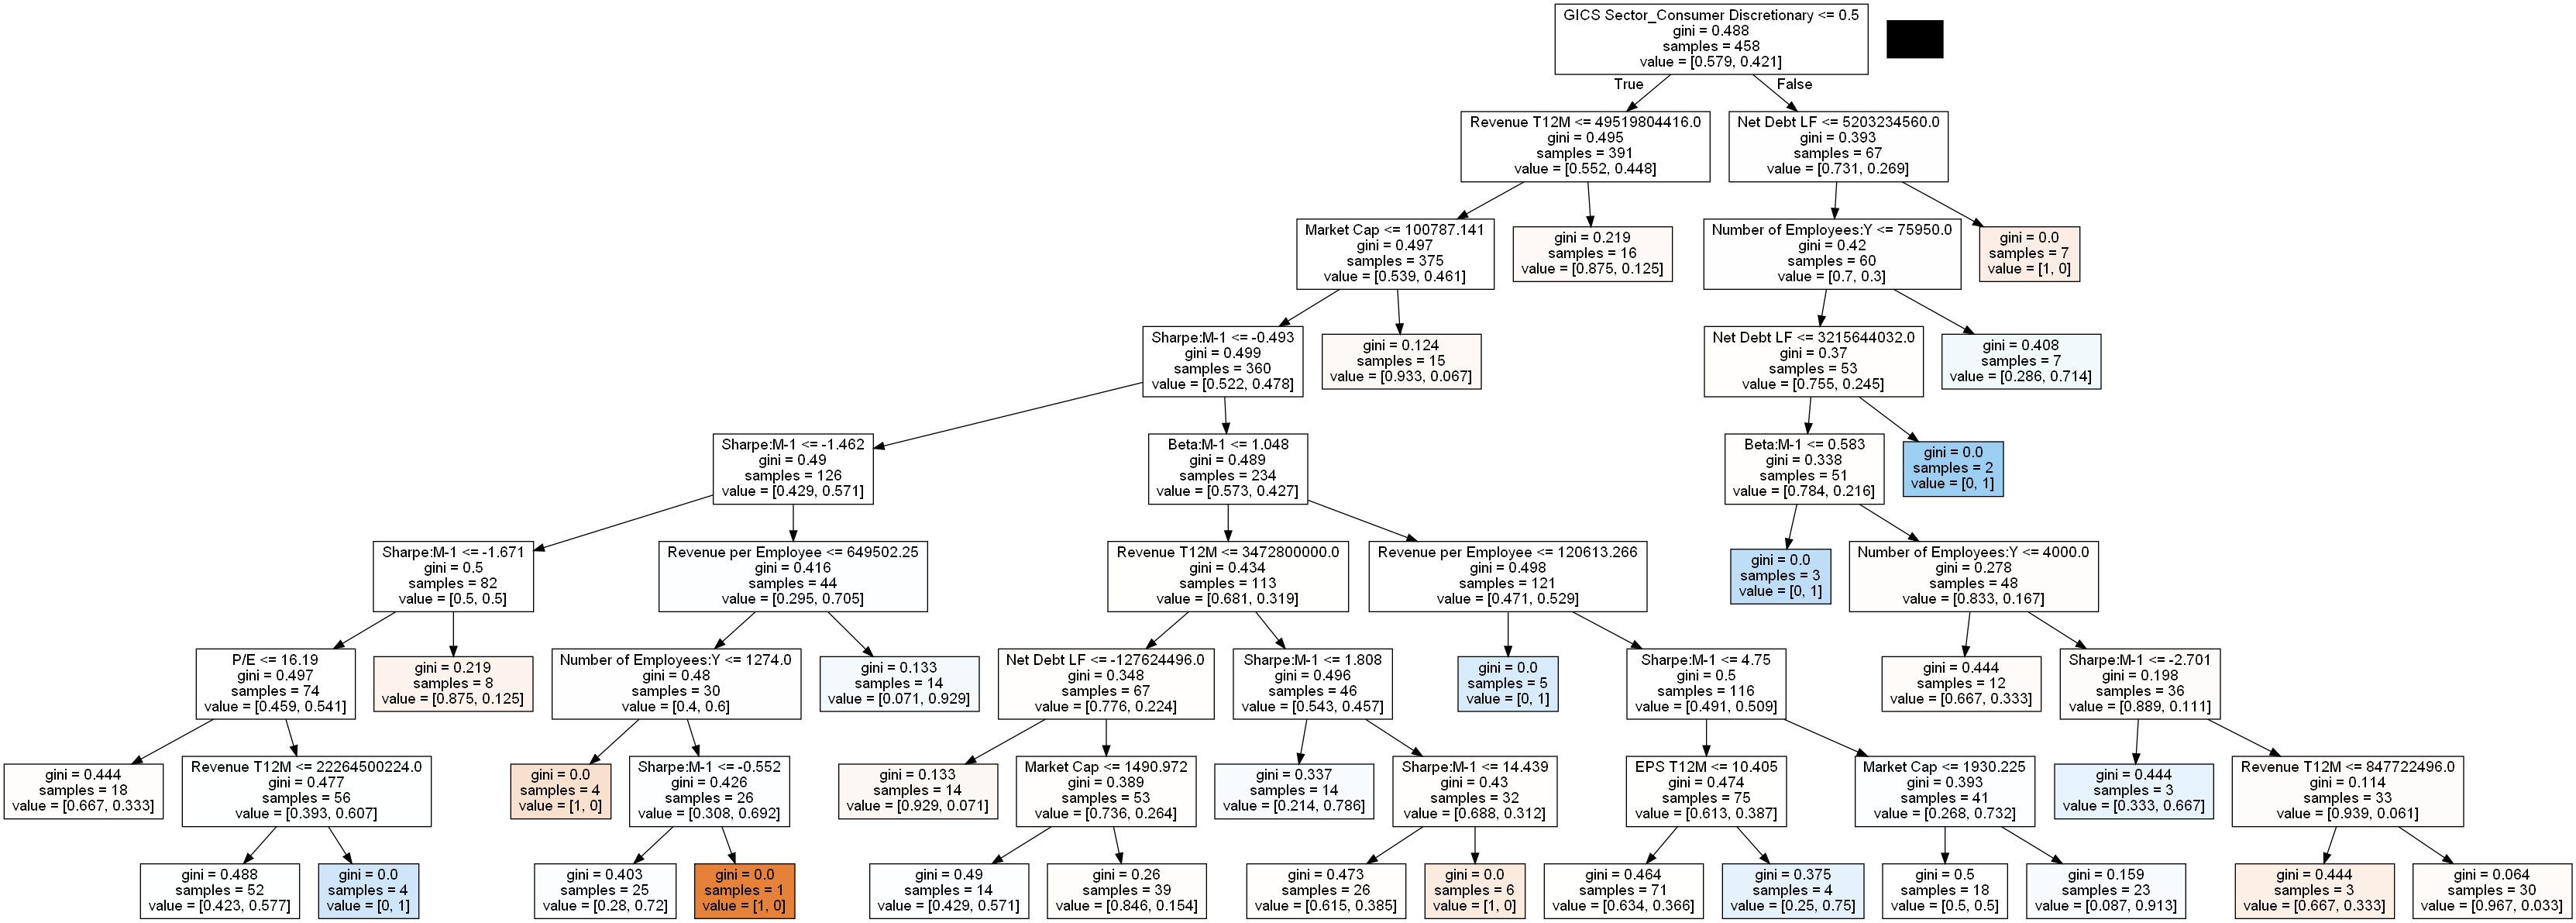 GICS Sector_Consumer Discretionary <= 0.5
gini = 0.488
samples = 458
value = [0.579, 0.421]
True
False
Revenue T12M <= 49519804416.0
gini = 0.495
samples = 391
value = [0.552, 0.448]
Net Debt LF <= 5203234560.0
gini = 0.393
samples = 67
value = [0.731, 0.269]
Market Cap <= 100787.141
gini = 0.497
samples = 375
value = [0.539, 0.461]
gini = 0.219
samples = 16
value = [0.875, 0.125]
Number of Employees:Y <= 75950.0
gini = 0.42
samples = 60
value = [0.7, 0.3]
gini = 0.0
samples = 7
value = [1, 0]
Sharpe:M-1 <= -0.493
gini = 0.499
samples = 360
value = [0.522, 0.478]
gini = 0.124
samples = 15
value = [0.933, 0.067]
Net Debt LF <= 3215644032.0
gini = 0.37
samples = 53
value = [0.755, 0.245]
gini = 0.408
samples = 7
value = [0.286, 0.714]
Sharpe:M-1 <= -1.462
gini = 0.49
samples = 126
value = [0.429, 0.571]
Beta:M-1 <= 1.048
gini = 0.489
samples = 234
value = [0.573, 0.427]
Beta:M-1 <= 0.583
gini = 0.338
samples = 51
value = [0.784, 0.216]
gini = 0.0
samples = 2
value = [0, 1]
Sharpe:M-1 <= -1.671
gini = 0.5
samples = 82
value = [0.5, 0.5]
Revenue per Employee <= 649502.25
gini = 0.416
samples = 44
value = [0.295, 0.705]
Revenue T12M <= 3472800000.0
gini = 0.434
samples = 113
value = [0.681, 0.319]
Revenue per Employee <= 120613.266
gini = 0.498
samples = 121
value = [0.471, 0.529]
gini = 0.0
samples = 3
value = [0, 1]
Number of Employees:Y <= 4000.0
gini = 0.278
samples = 48
value = [0.833, 0.167]
P/E <= 16.19
gini = 0.497
samples = 74
value = [0.459, 0.541]
gini = 0.219
samples = 8
value = [0.875, 0.125]
Number of Employees:Y <= 1274.0
gini = 0.48
samples = 30
value = [0.4, 0.6]
gini = 0.133
samples = 14
value = [0.071, 0.929]
Net Debt LF <= -127624496.0
gini = 0.348
samples = 67
value = [0.776, 0.224]
Sharpe:M-1 <= 1.808
gini = 0.496
samples = 46
value = [0.543, 0.457]
gini = 0.0
samples = 5
value = [0, 1]
Sharpe:M-1 <= 4.75
gini = 0.5
samples = 116
value = [0.491, 0.509]
gini = 0.444
samples = 12
value = [0.667, 0.333]
Sharpe:M-1 <= -2.701
gini = 0.198
samples = 36
value = [0.889, 0.111]
gini = 0.444
samples = 18
value = [0.667, 0.333]
Revenue T12M <= 22264500224.0
gini = 0.477
samples = 56
value = [0.393, 0.607]
gini = 0.0
samples = 4
value = [1, 0]
Sharpe:M-1 <= -0.552
gini = 0.426
samples = 26
value = [0.308, 0.692]
gini = 0.133
samples = 14
value = [0.929, 0.071]
Market Cap <= 1490.972
gini = 0.389
samples = 53
value = [0.736, 0.264]
gini = 0.337
samples = 14
value = [0.214, 0.786]
Sharpe:M-1 <= 14.439
gini = 0.43
samples = 32
value = [0.688, 0.312]
EPS T12M <= 10.405
gini = 0.474
samples = 75
value = [0.613, 0.387]
Market Cap <= 1930.225
gini = 0.393
samples = 41
value = [0.268, 0.732]
gini = 0.444
samples = 3
value = [0.333, 0.667]
Revenue T12M <= 847722496.0
gini = 0.114
samples = 33
value = [0.939, 0.061]
gini = 0.488
samples = 52
value = [0.423, 0.577]
gini = 0.0
samples = 4
value = [0, 1]
gini = 0.403
samples = 25
value = [0.28, 0.72]
gini = 0.0
samples = 1
value = [1, 0]
gini = 0.49
samples = 14
value = [0.429, 0.571]
gini = 0.26
samples = 39
value = [0.846, 0.154]
gini = 0.473
samples = 26
value = [0.615, 0.385]
gini = 0.0
samples = 6
value = [1, 0]
gini = 0.464
samples = 71
value = [0.634, 0.366]
gini = 0.375
samples = 4
value = [0.25, 0.75]
gini = 0.5
samples = 18
value = [0.5, 0.5]
gini = 0.159
samples = 23
value = [0.087, 0.913]
gini = 0.444
samples = 3
value = [0.667, 0.333]
gini = 0.064
samples = 30
value = [0.967, 0.033]